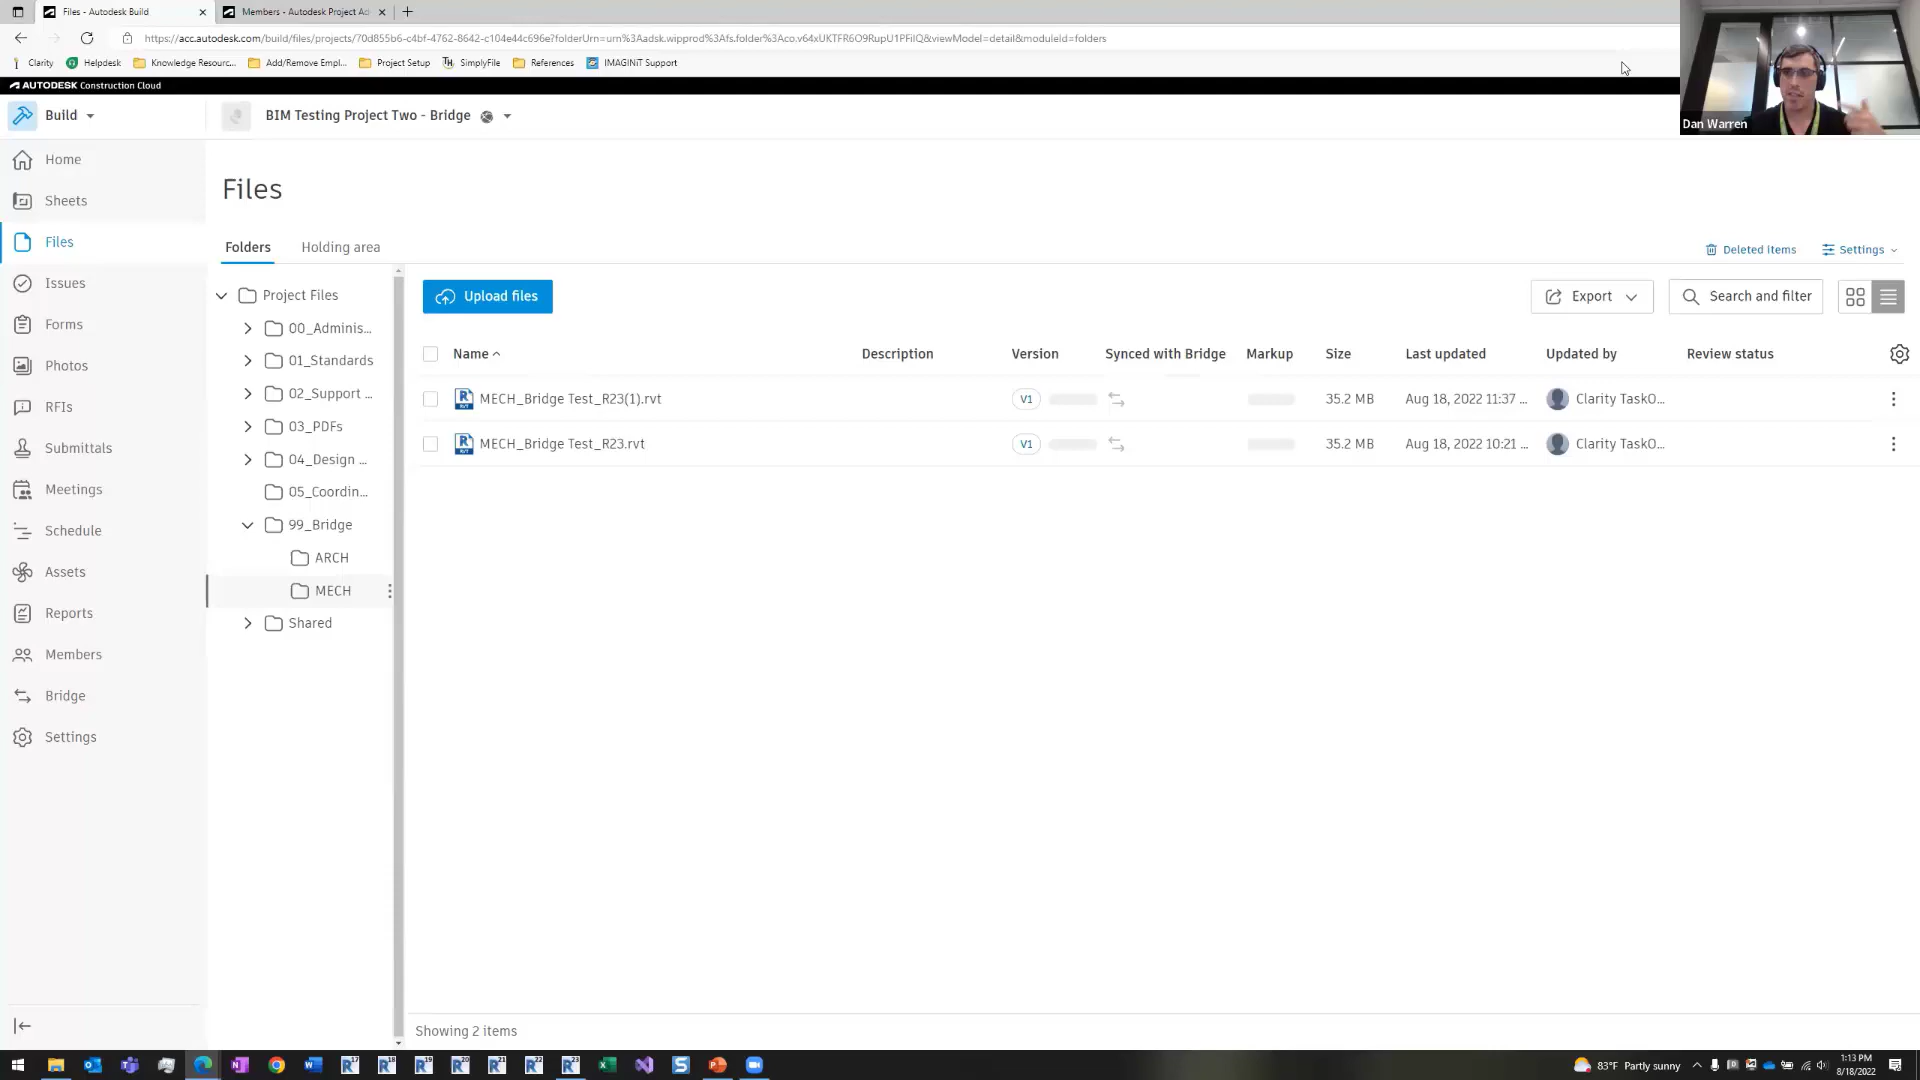 Files - Autodesk Build
Members - Autodesk Project Ad
https://acc.autodesk.com/build/files/projects/70d855b6-c4bf-4762-8642-c104e44c696e?folderUrn=urn%3Aadsk.wipprod%3Afs.folder%3Aco.v64xUKTFR6O9RupU1PFilQ&viewModel=detail&moduleId=folders
Clarity
Helpdesk
Knowledge Resourc...
Add/Remove Empl...
Project Setup
SimplyFile
References
IMAGINiT Support
AUTODESK Construction Cloud
Build
BIM Testing Project Two - Bridge
Dan Warren
Home
Sheets
Files
Issues
Forms
Photos
RFIs
Submittals
Meetings
Schedule
Assets
Reports
Members
Bridge
Settings
Files
Folders
Holding area
Deleted items
Settings
Project Files
00_Adminis...
01_Standards
02_Support ...
03_PDFs
04_Design ...
05_Coordin...
99_Bridge
ARCH
MECH
Shared
Upload files
Export
Search and filter
Name Description Version Synced with Bridge Markup Size Last updated Updated by Review status
MECH_Bridge Test_R23(1).rvt V1 35.2 MB Aug 18, 2022 11:37 ... Clarity TaskO...
MECH_Bridge Test_R23.rvt V1 35.2 MB Aug 18, 2022 10:21 ... Clarity TaskO...
Showing 2 items
83°F Partly sunny
1:13 PM
8/18/2022